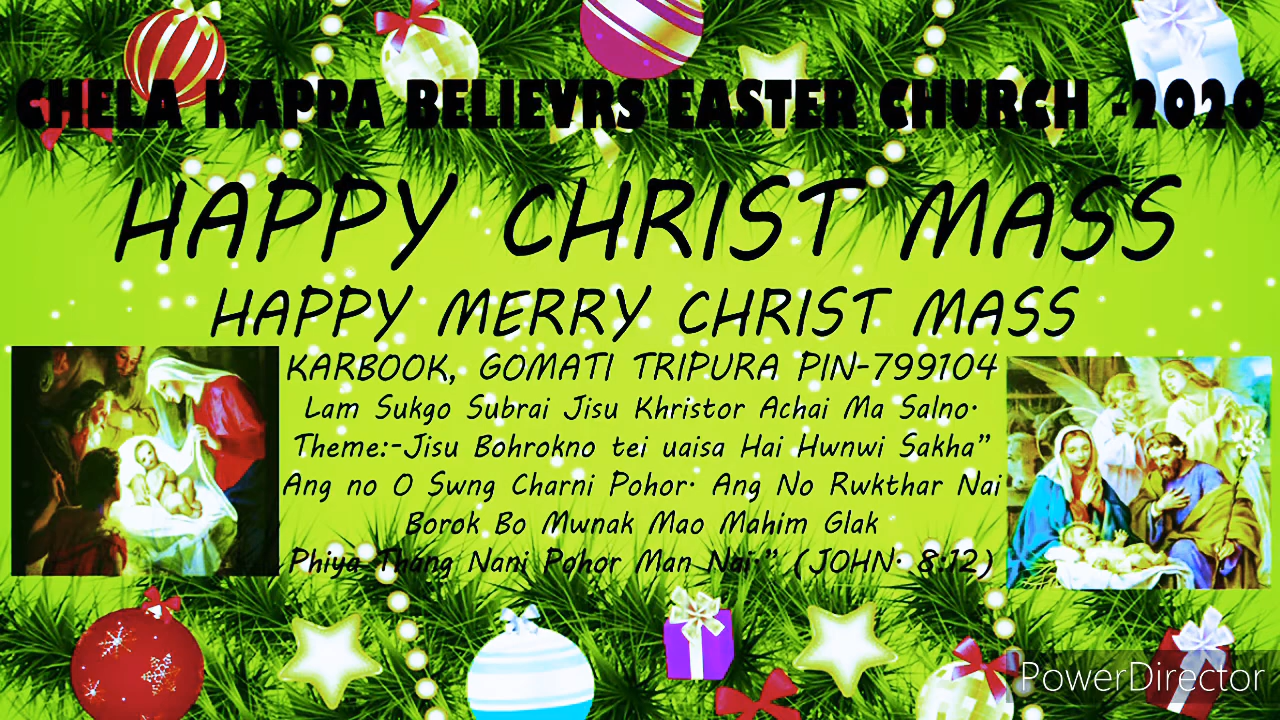 CHELA KAPPA BELIEVRS EASTER CHURCH -2020
HAPPY CHRIST MASS
HAPPY MERRY CHRIST MASS
KARBOOK, GOMATI TRIPURA PIN-799104
Lam Sukgo Subrai Jisu Khristor Achai Ma Salno.
Theme:-Jisu Bohrokno tei uaisa Hai Hwnwi Sakha”
Ang no O Swng Charni Pohor. Ang No Rwkthar Nai
Borok Bo Mwnak Mao Mahim Glak
Phiya Thang Nani Pohor Man Nai.” (JOHN. 8:12)
PowerDirector